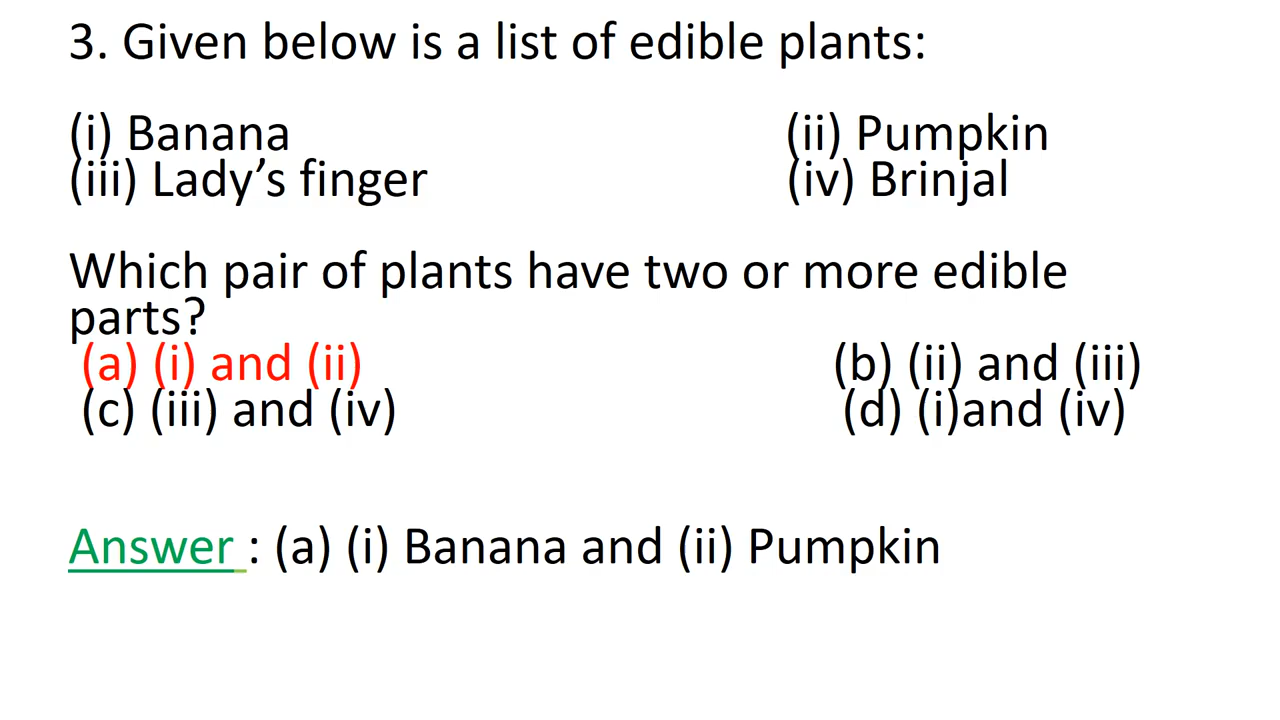 3. Given below is a list of edible plants:
(i) Banana (ii) Pumpkin
(iii) Lady’s finger (iv) Brinjal
Which pair of plants have two or more edible
parts?
(a) (i) and (ii) (b) (ii) and (iii)
(c) (iii) and (iv) (d) (i)and (iv)
Answer : (a) (i) Banana and (ii) Pumpkin